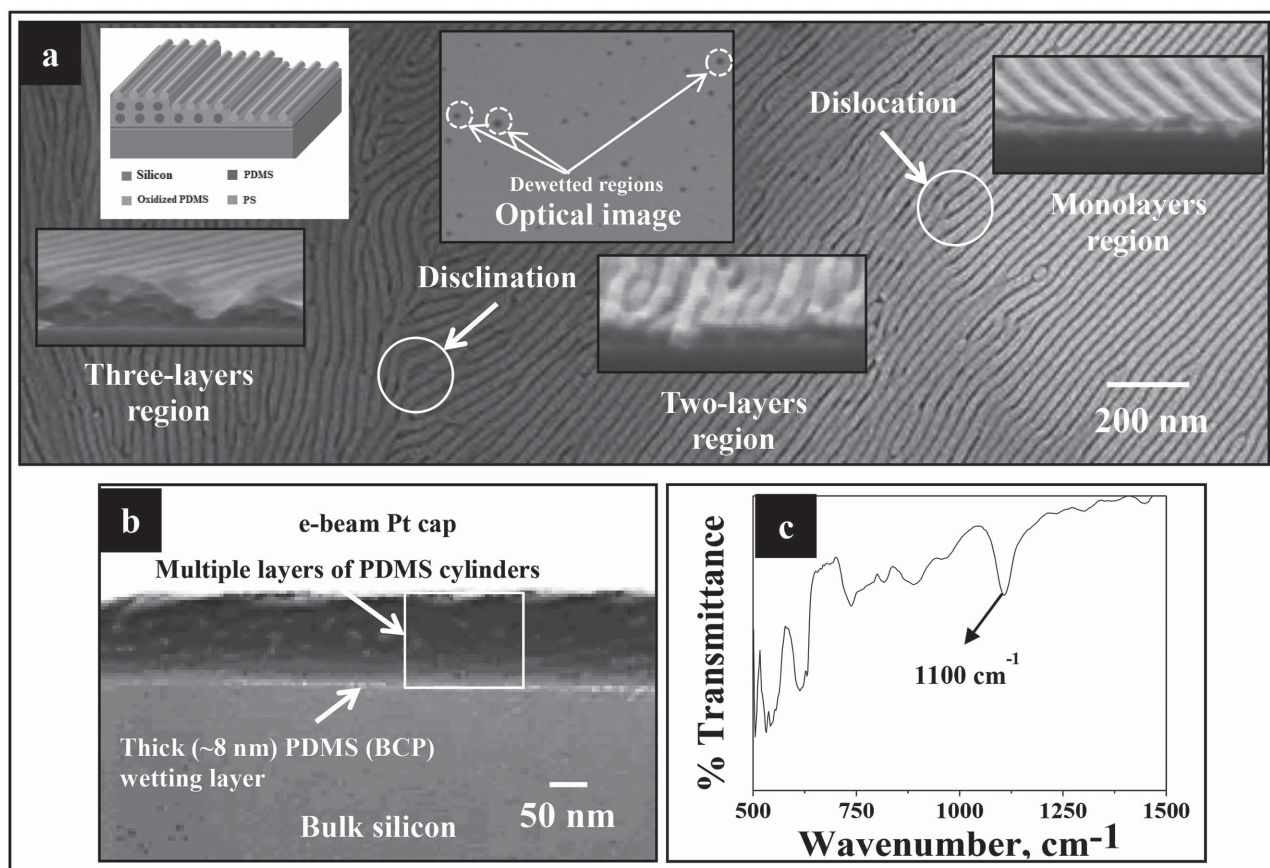 a
Silicon
PDMS
Oxidized PDMS
PS
Dewetted regions
Optical image
Dislocation
Monolayers
region
Disclination
Three-layers
region
Two-layers
region
200 nm
b
e-beam Pt cap
Multiple layers of PDMS cylinders
Thick (~8 nm) PDMS (BCP)
wetting layer
50 nm
Bulk silicon
c
% Transmittance
1100 cm⁻¹
500 750 1000 1250 1500
Wavenumber, cm-1